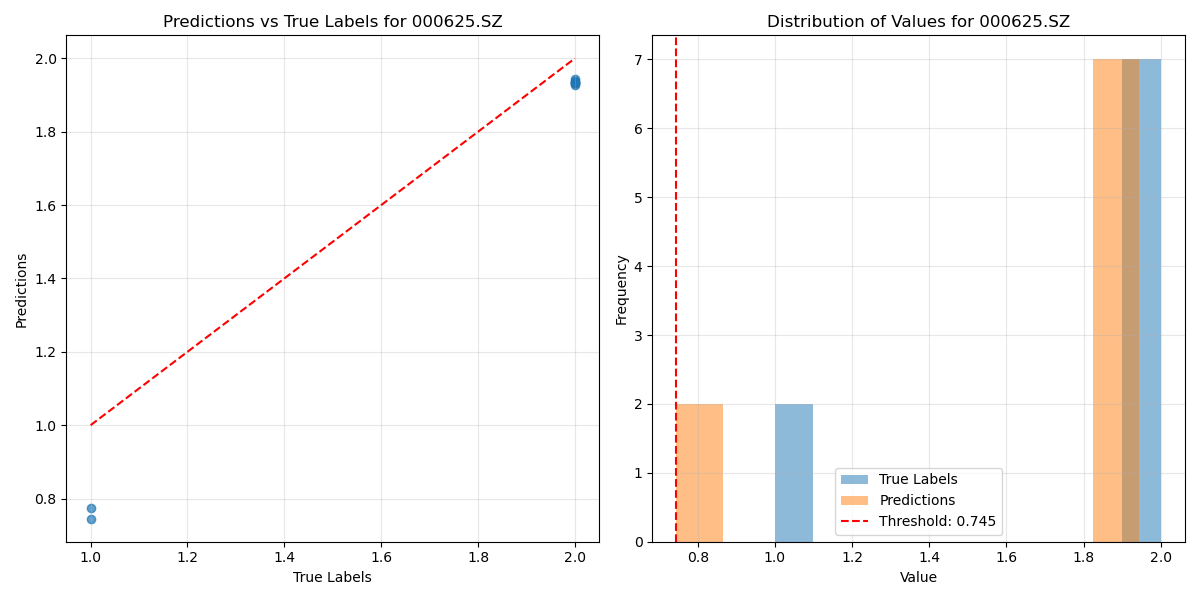 Predictions vs True Labels for 000625.SZ
2.0
1.8
1.6
1.4
1.2
1.0
0.8
Predictions
1.0 1.2 1.4 1.6 1.8 2.0
True Labels
Distribution of Values for 000625.SZ
7
6
5
4
3
2
1
0
Frequency
True Labels
Predictions
Threshold: 0.745
0.8 1.0 1.2 1.4 1.6 1.8 2.0
Value